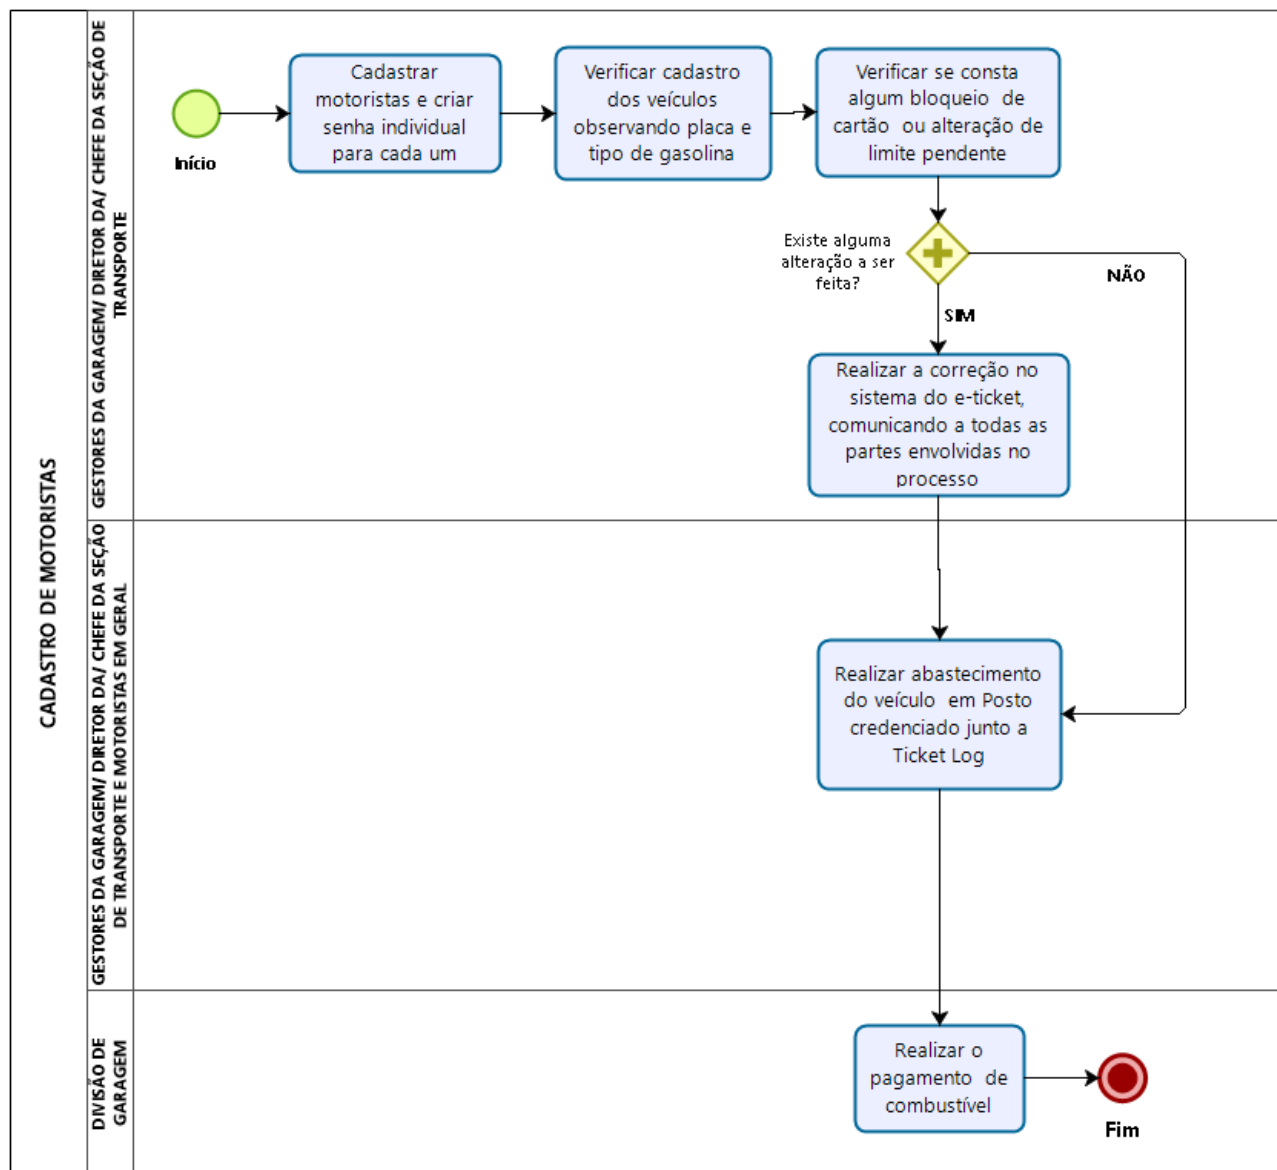 CADASTRO DE MOTORISTAS
GESTORES DA GARAGEM/ DIRETOR DA/ CHEFE DA SEÇÃO DE
TRANSPORTE
Início
Cadastrar
motoristas e criar
senha individual
para cada um
Verificar cadastro
dos veículos
observando placa e
tipo de gasolina
Verificar se consta
algum bloqueio de
cartão ou alteração de
limite pendente
Existe alguma
alteração a ser
feita?
NÃO
SIM
Realizar a correção no
sistema do e-ticket,
comunicando a todas as
partes envolvidas no
processo
GESTORES DA GARAGEM/ DIRETOR DA/ CHEFE DA SEÇÃO
DE TRANSPORTE E MOTORISTAS EM GERAL
Realizar abastecimento
do veículo em Posto
credenciado junto a
Ticket Log
DIVISÃO DE
GARAGEM
Realizar o
pagamento de
combustível
Fim